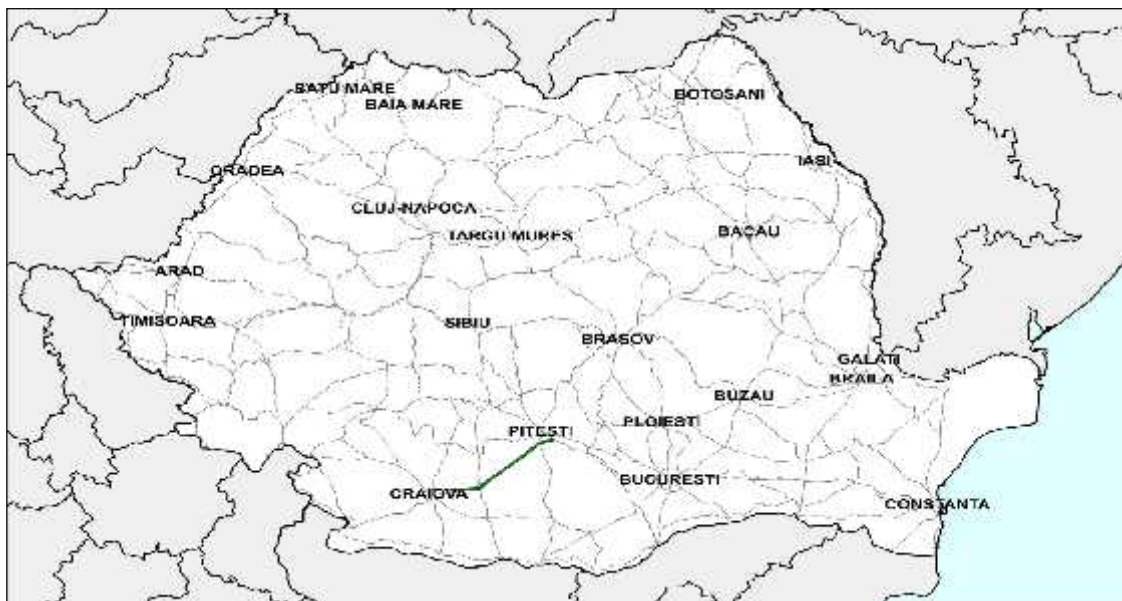 SATU MARE
BAIA MARE
BOTOSANI
IASI
ORADEA
CLUJ-NAPOCA
TARGU MURES
BACAU
ARAD
TIMISOARA
SIBIU
BRASOV
GALATI
BRAILA
BUZAU
PLOIESTI
PITESTI
BUCURESTI
CRAIOVA
CONSTANTA